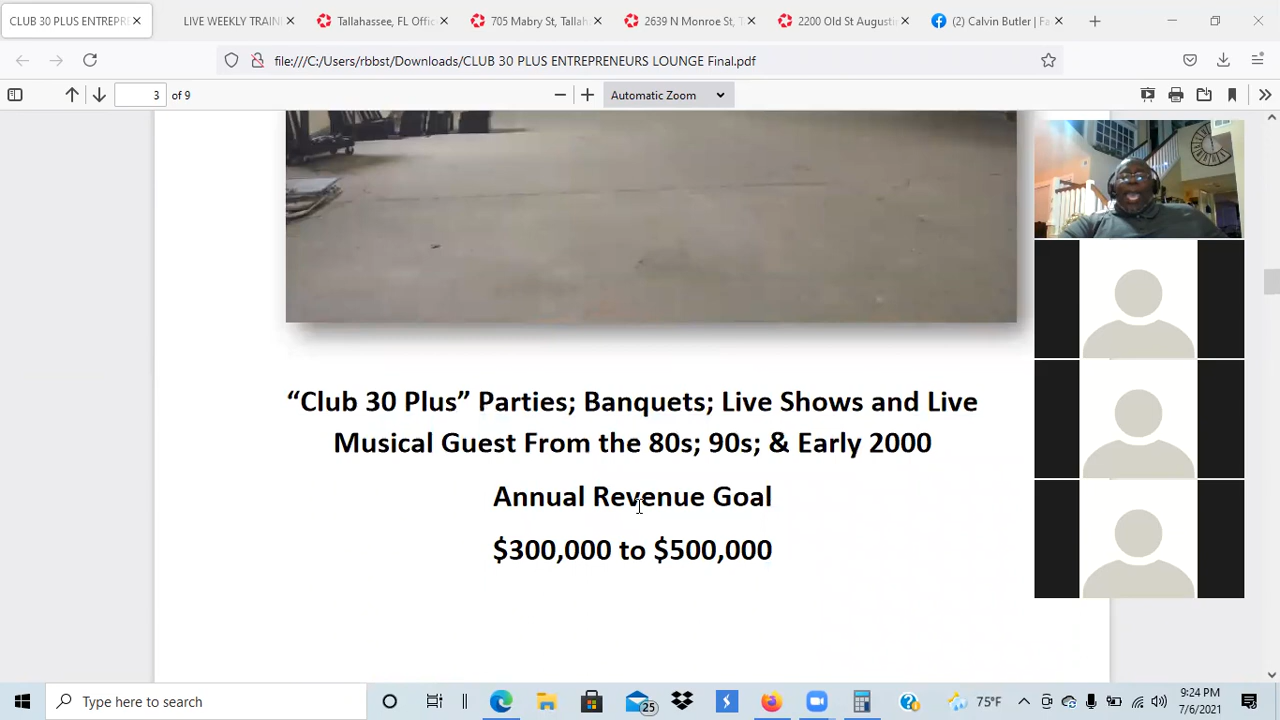 CLUB 30 PLUS ENTREPRE
LIVE WEEKLY TRAINI
Tallahassee, FL Offic
705 Mabry St, Tallah
2639 N Monroe St, T
2200 Old St Augustin
(2) Calvin Butler | Fa
file:///C:/Users/rbbst/Downloads/CLUB 30 PLUS ENTREPRENEURS LOUNGE Final.pdf
3 of 9
Automatic Zoom
“Club 30 Plus” Parties; Banquets; Live Shows and Live
Musical Guest From the 80s; 90s; & Early 2000
Annual Revenue Goal
$300,000 to $500,000
Type here to search
25
75°F
9:24 PM
7/6/2021